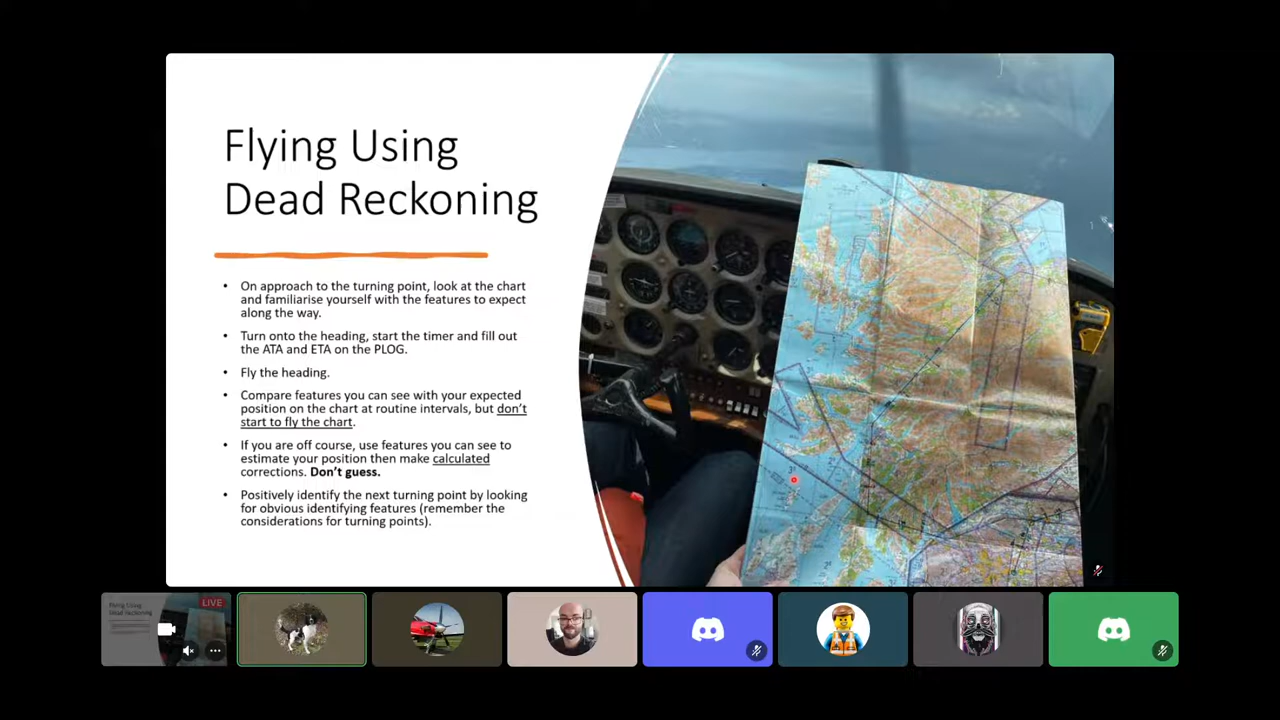 Flying Using
Dead Reckoning
• On approach to the turning point, look at the chart
and familiarise yourself with the features to expect
along the way.
• Turn onto the heading, start the timer and fill out
the ATA and ETA on the PLOG.
• Fly the heading.
• Compare features you can see with your expected
position on the chart at routine intervals, but don't
start to fly the chart.
• If you are off course, use features you can see to
estimate your position then make calculated
corrections. Don't guess.
• Positively identify the next turning point by looking
for obvious identifying features (remember the
considerations for turning points).
Flying Using
Dead Reckoning
LIVE